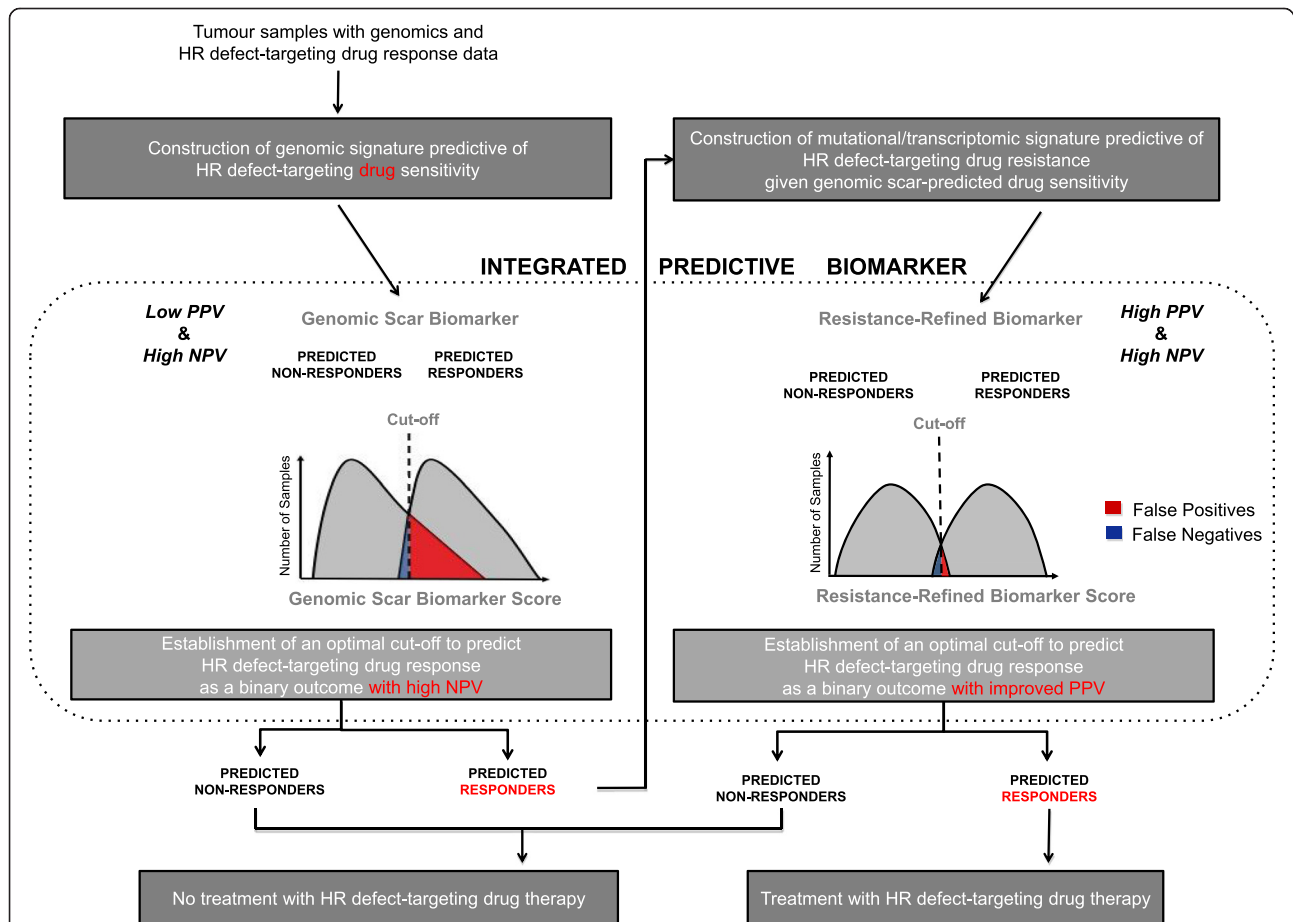 Tumour samples with genomics and
HR defect-targeting drug response data
Construction of genomic signature predictive of
HR defect-targeting drug sensitivity
Construction of mutational/transcriptomic signature predictive of
HR defect-targeting drug resistance
given genomic scar-predicted drug sensitivity
INTEGRATED PREDICTIVE BIOMARKER
Low PPV
&
High NPV
Genomic Scar Biomarker
PREDICTED
NON-RESPONDERS
PREDICTED
RESPONDERS
Cut-off
Number of Samples
Genomic Scar Biomarker Score
Establishment of an optimal cut-off to predict
HR defect-targeting drug response
as a binary outcome with high NPV
Resistance-Refined Biomarker
High PPV
&
High NPV
PREDICTED
NON-RESPONDERS
PREDICTED
RESPONDERS
Cut-off
Number of Samples
False Positives
False Negatives
Resistance-Refined Biomarker Score
Establishment of an optimal cut-off to predict
HR defect-targeting drug response
as a binary outcome with improved PPV
PREDICTED
NON-RESPONDERS
PREDICTED
RESPONDERS
PREDICTED
NON-RESPONDERS
PREDICTED
RESPONDERS
No treatment with HR defect-targeting drug therapy
Treatment with HR defect-targeting drug therapy